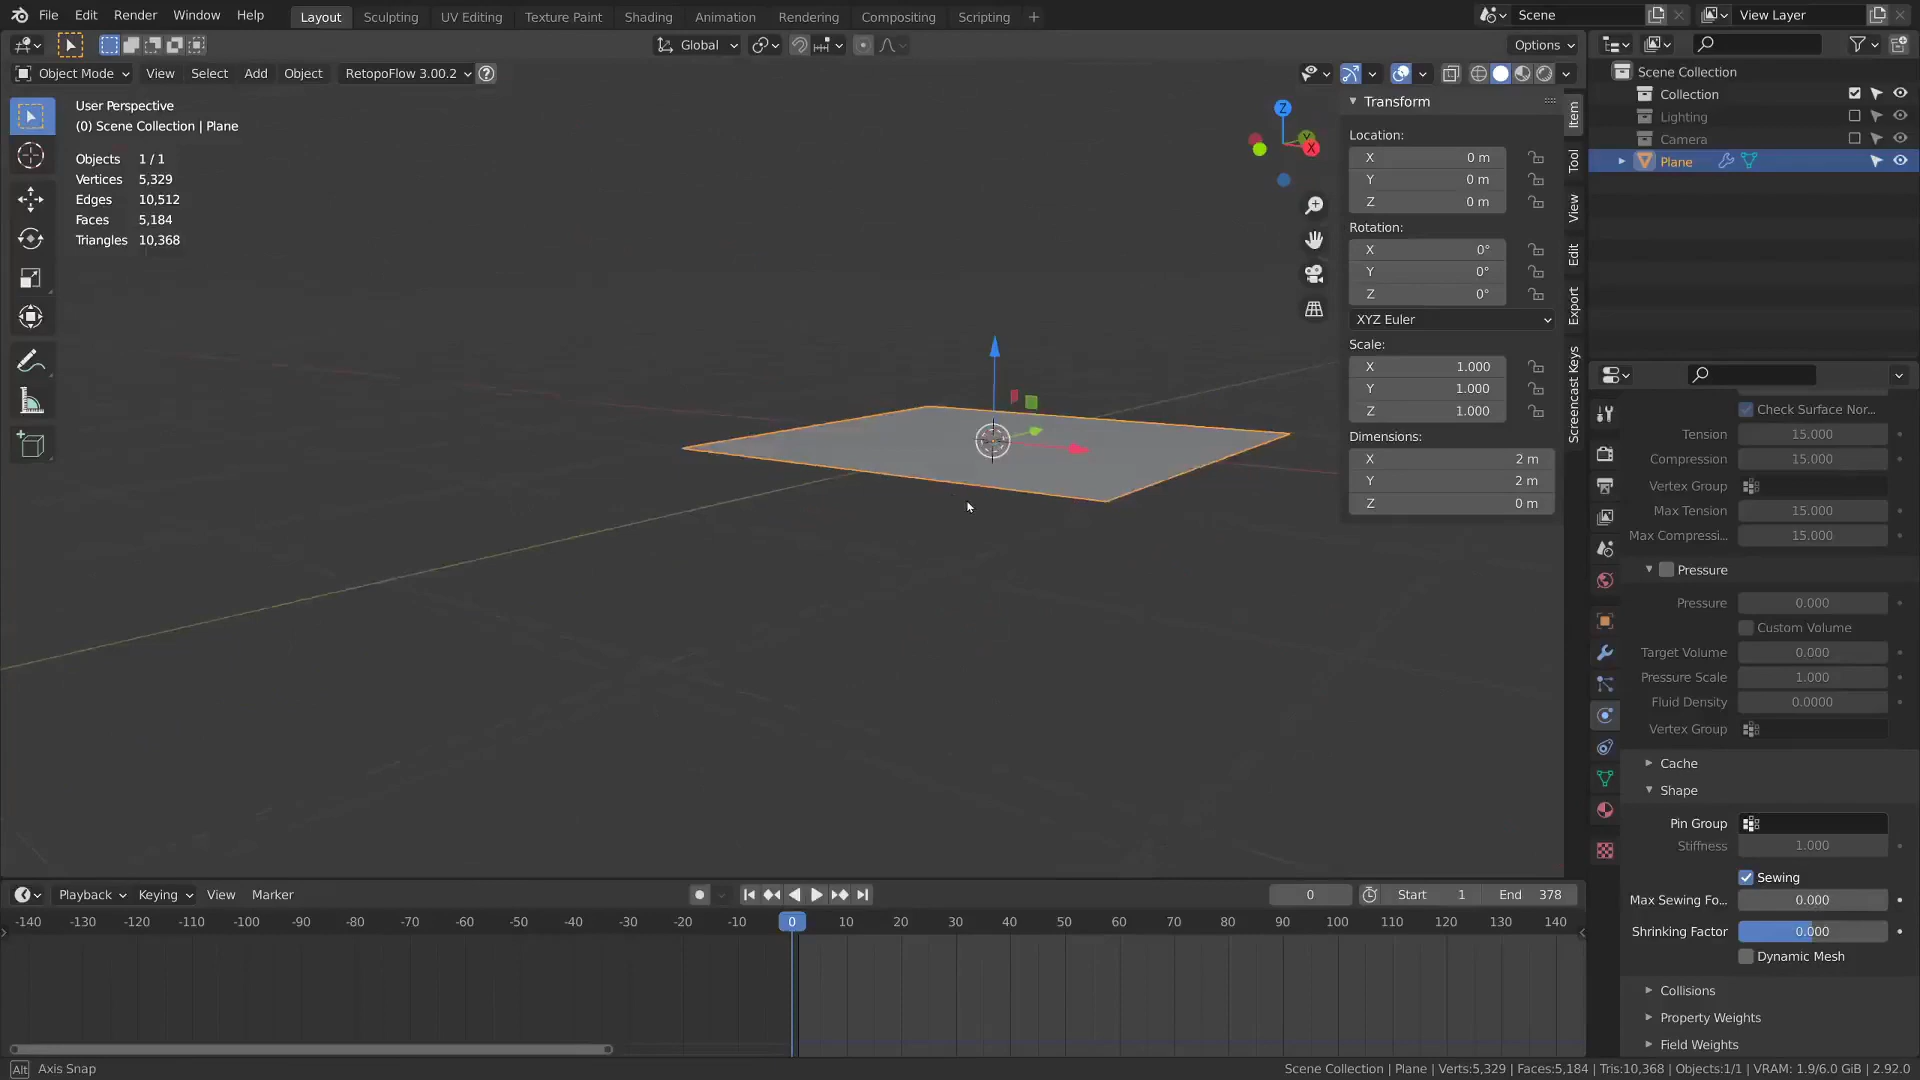 File Edit Render Window Help Layout Sculpting UV Editing Texture Paint Shading Animation Rendering Compositing Scripting + Scene View Layer
Global Options
Object Mode View Select Add Object RetopoFlow 3.00.2
User Perspective
(0) Scene Collection | Plane
Objects 1 / 1
Vertices 5,329
Edges 10,512
Faces 5,184
Triangles 10,368
Z
Y
X
Transform
Location:
X 0 m
Y 0 m
Z 0 m
Rotation:
X 0°
Y 0°
Z 0°
XYZ Euler
Scale:
X 1.000
Y 1.000
Z 1.000
Dimensions:
X 2 m
Y 2 m
Z 0 m
Item
Tool
View
Edit
Export
Screencast Keys
Scene Collection
Collection
Lighting
Camera
Plane
Check Surface Nor...
Tension 15.000
Compression 15.000
Vertex Group
Max Tension 15.000
Max Compressi... 15.000
Pressure
Pressure 0.000
Custom Volume
Target Volume 0.000
Pressure Scale 1.000
Fluid Density 0.0000
Vertex Group
Cache
Shape
Pin Group
Stiffness 1.000
Sewing
Max Sewing Fo... 0.000
Shrinking Factor 0.000
Dynamic Mesh
Collisions
Property Weights
Field Weights
Playback Keying View Marker 0 Start 1 End 378
-140 -130 -120 -110 -100 -90 -80 -70 -60 -50 -40 -30 -20 -10 0 10 20 30 40 50 60 70 80 90 100 110 120 130 140
Alt Axis Snap
Scene Collection | Plane | Verts:5,329 | Faces:5,184 | Tris:10,368 | Objects:1/1 | VRAM: 1.9/6.0 GiB | 2.92.0